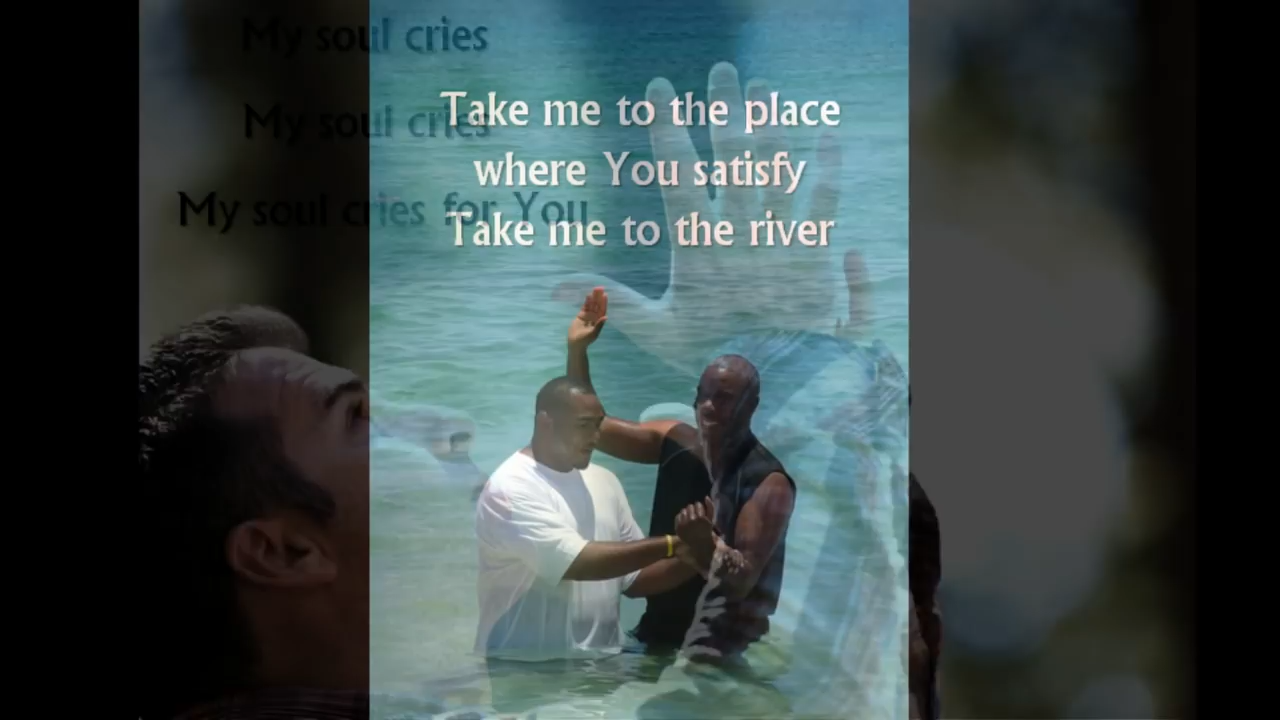 My soul cries
My soul cries
My soul cries for You
Take me to the place
where You satisfy
Take me to the river